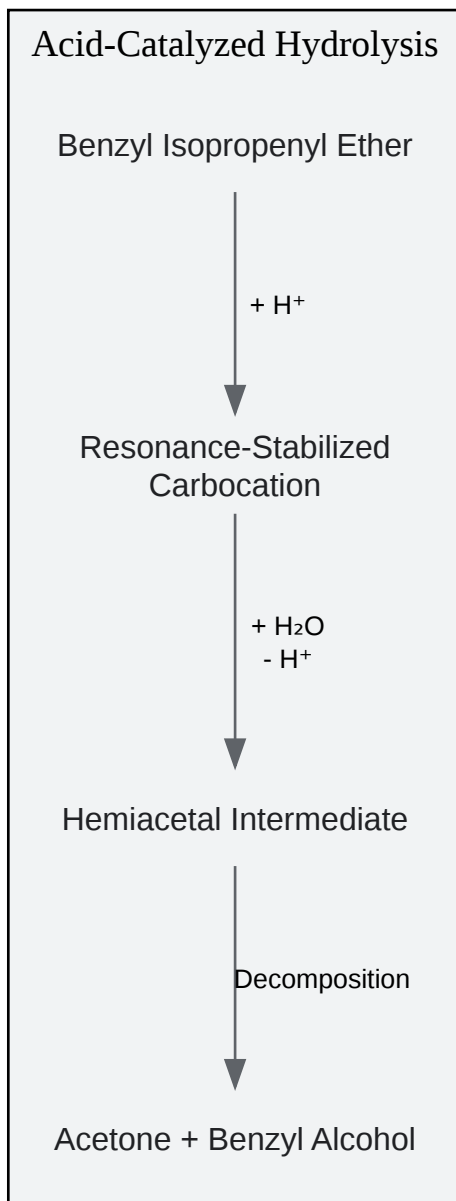 Acid-Catalyzed Hydrolysis
Benzyl Isopropenyl Ether
+ H⁺
Resonance-Stabilized
Carbocation
+ H₂O
- H⁺
Hemiacetal Intermediate
Decomposition
Acetone + Benzyl Alcohol